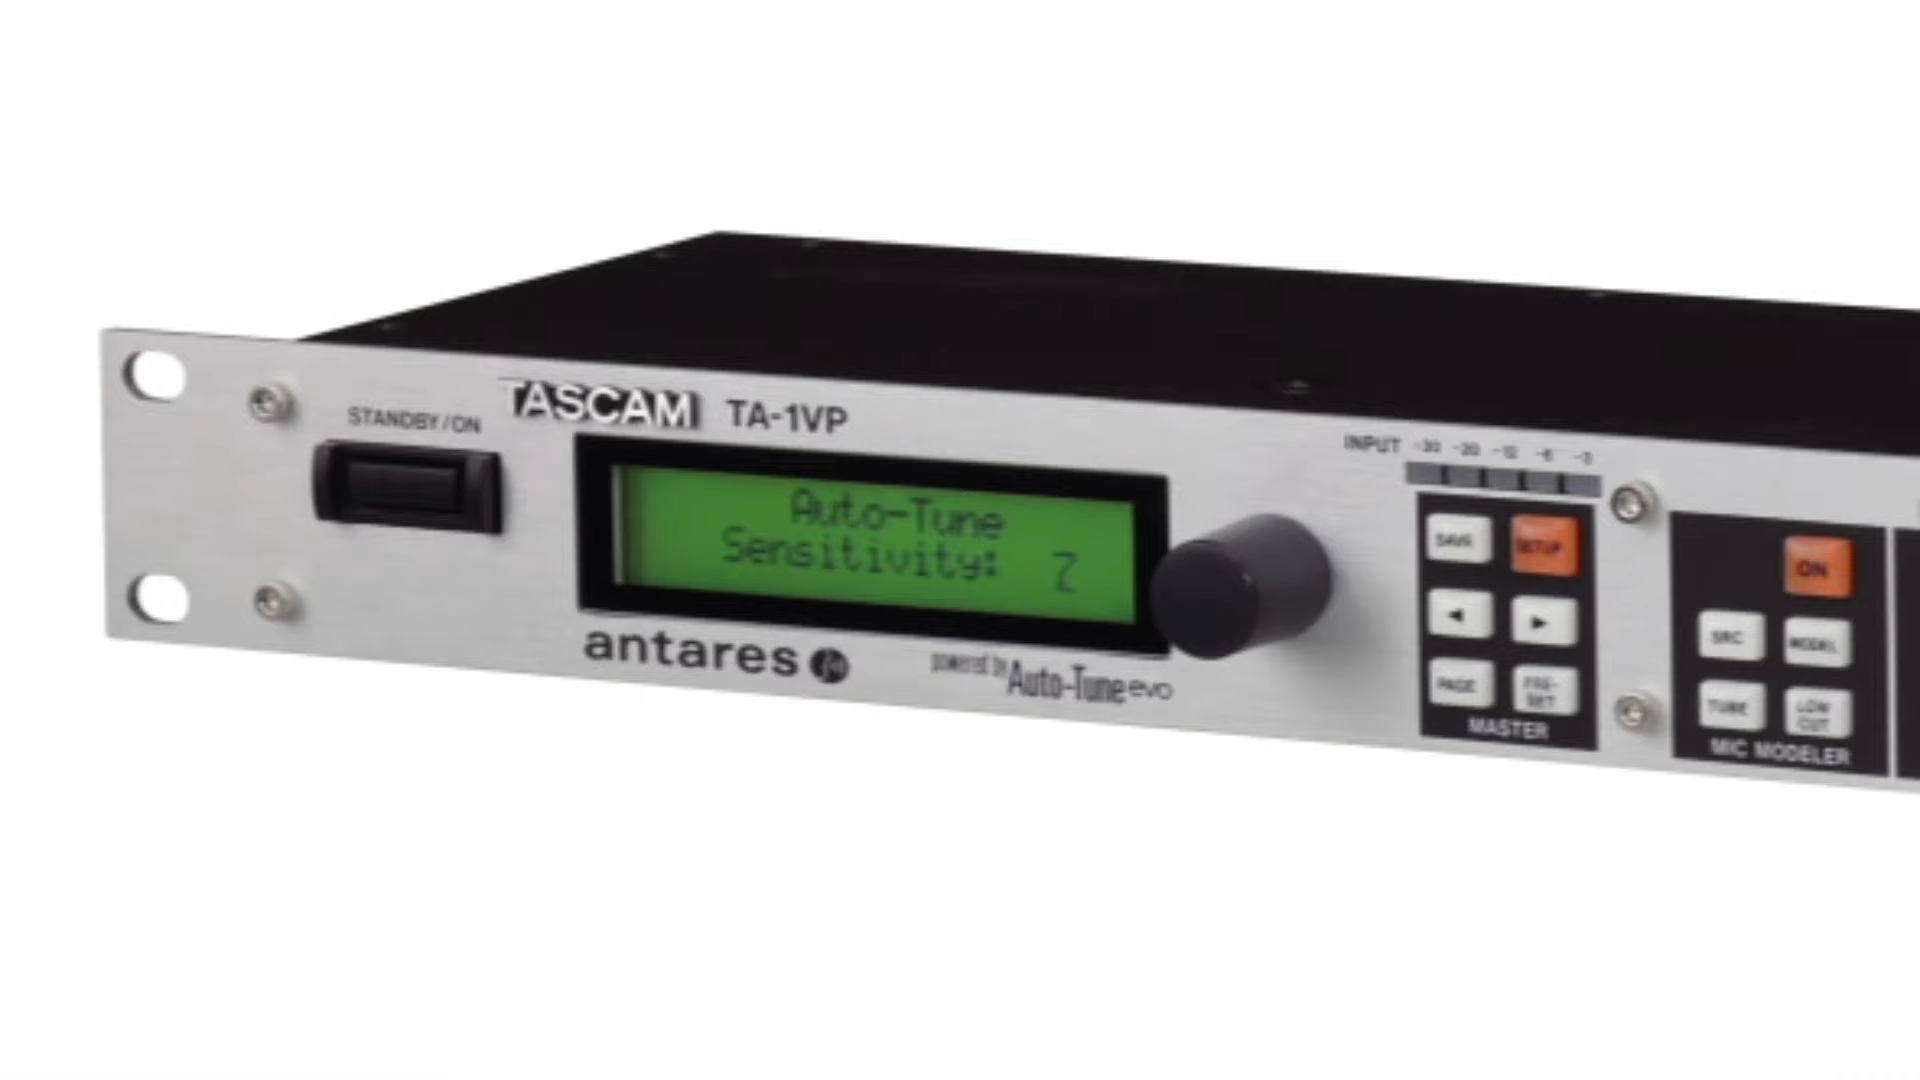 STANDBY/ON
TASCAM TA-1VP
Auto-Tune
Sensitivity: 7
antares
powered by Auto-Tune evo
INPUT -30 -20 -12 -6 -3
SAVE SETUP
◄ ►
PAGE PRE-SET
MASTER
ON
SRC MODEL
TUBE LOW CUT
MIC MODELER